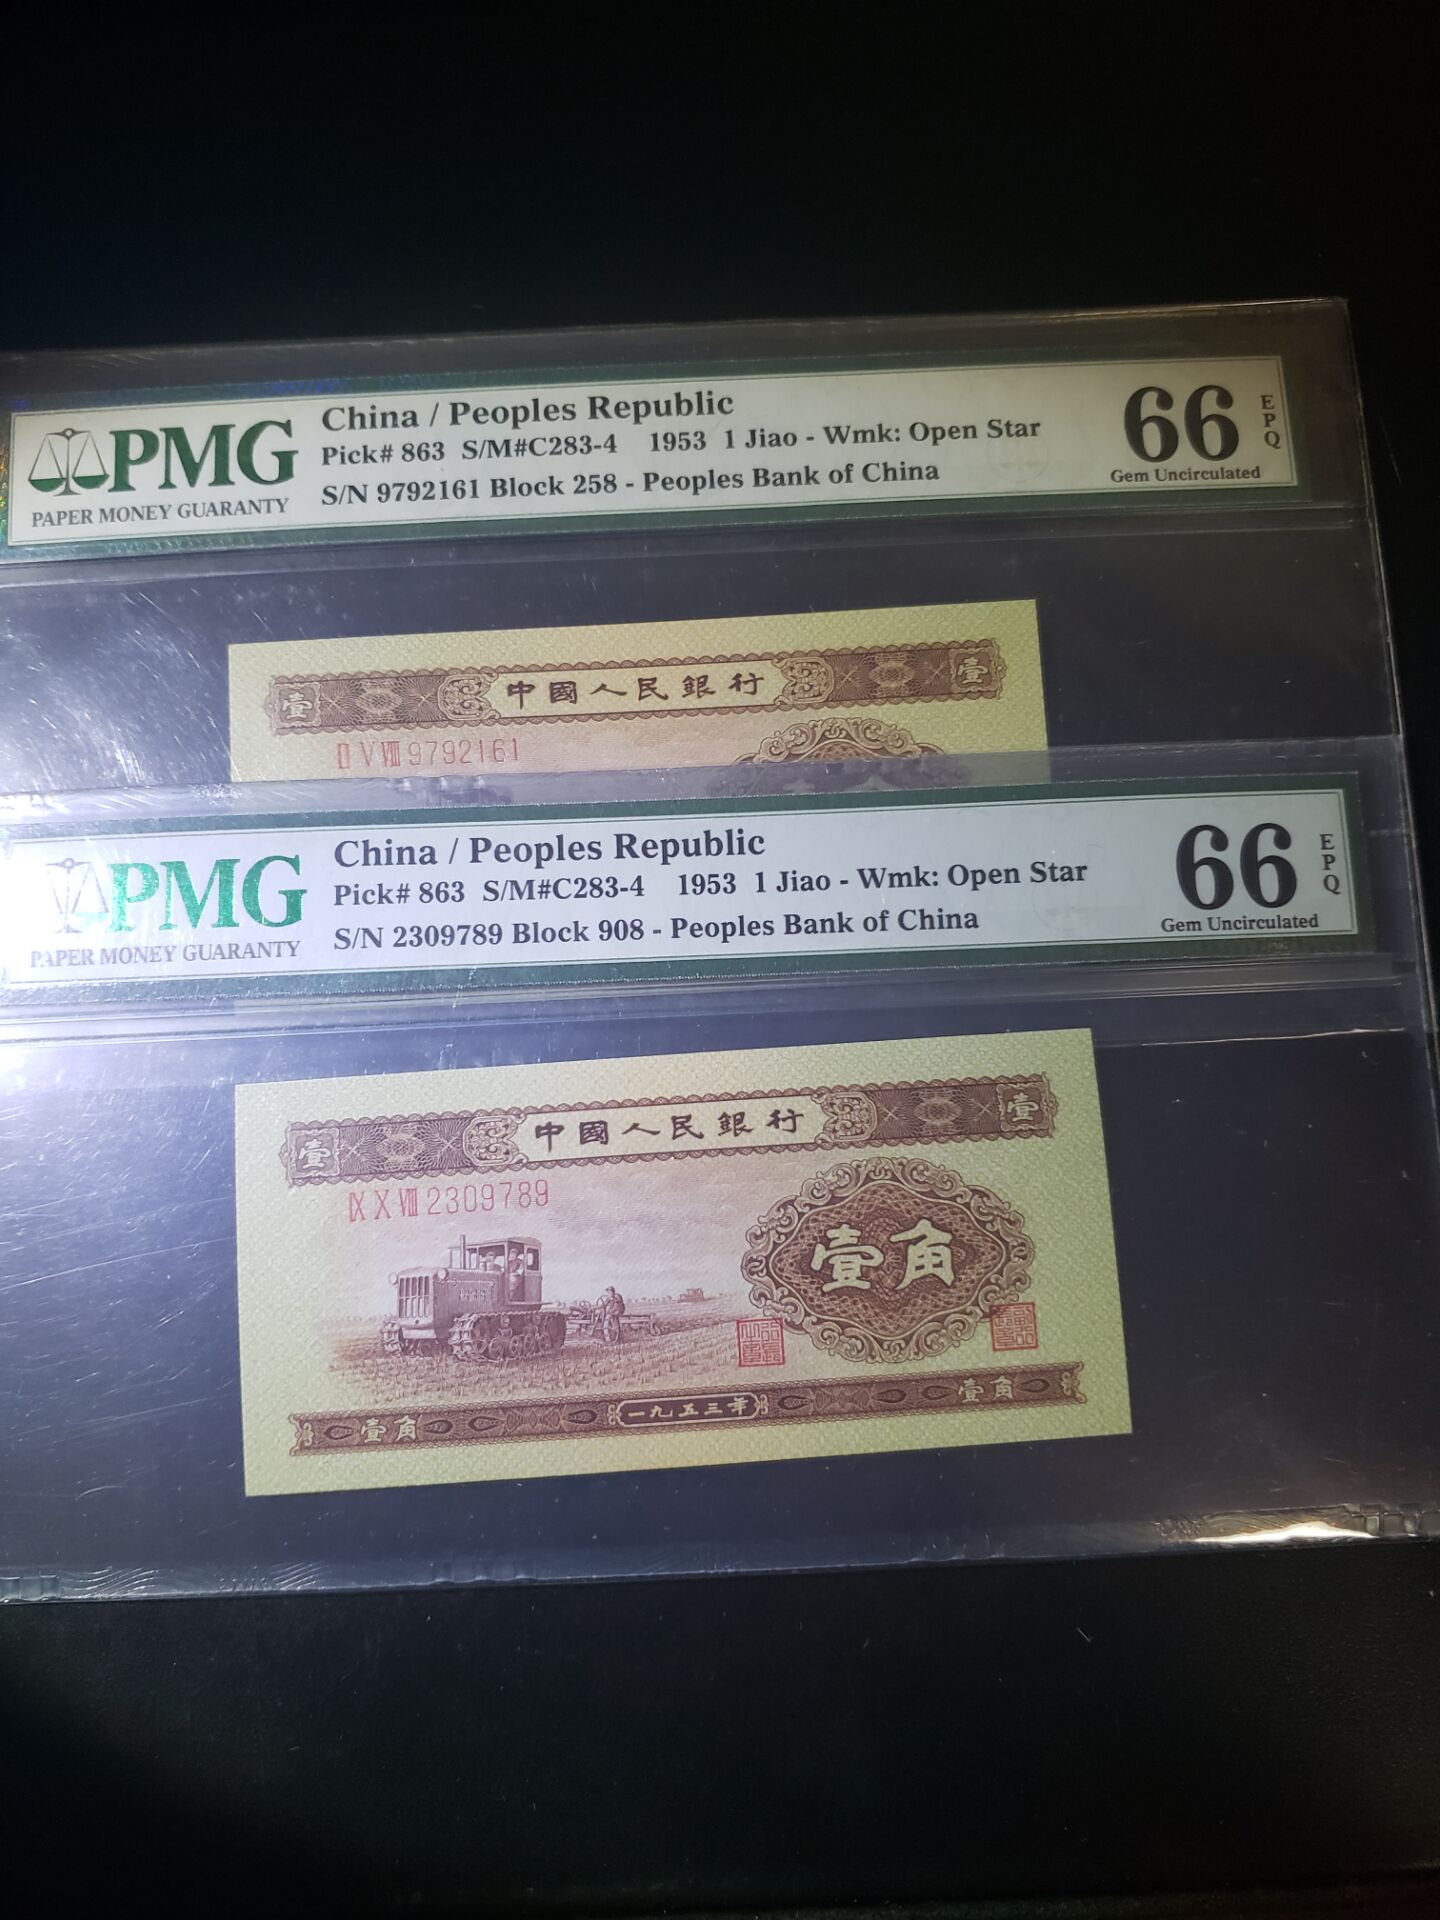 PMG
PAPER MONEY GUARANTY
China / Peoples Republic
Pick# 863 S/M#C283-4 1953 1 Jiao - Wmk: Open Star
S/N 9792161 Block 258 - Peoples Bank of China
66
EPQ
Gem Uncirculated
壹 中國人民銀行 壹
II V VIII 9792161
PMG
PAPER MONEY GUARANTY
China / Peoples Republic
Pick# 863 S/M#C283-4 1953 1 Jiao - Wmk: Open Star
S/N 2309789 Block 908 - Peoples Bank of China
66
EPQ
Gem Uncirculated
壹 中國人民銀行 壹
IX X VIII 2309789
壹角
壹角 一九五三年 壹角